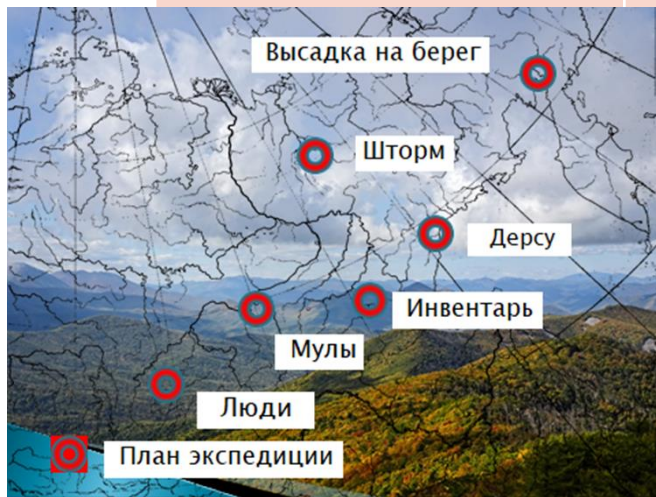 Высадка на берег
Шторм
Дерсу
Инвентарь
Мулы
Люди
План экспедиции